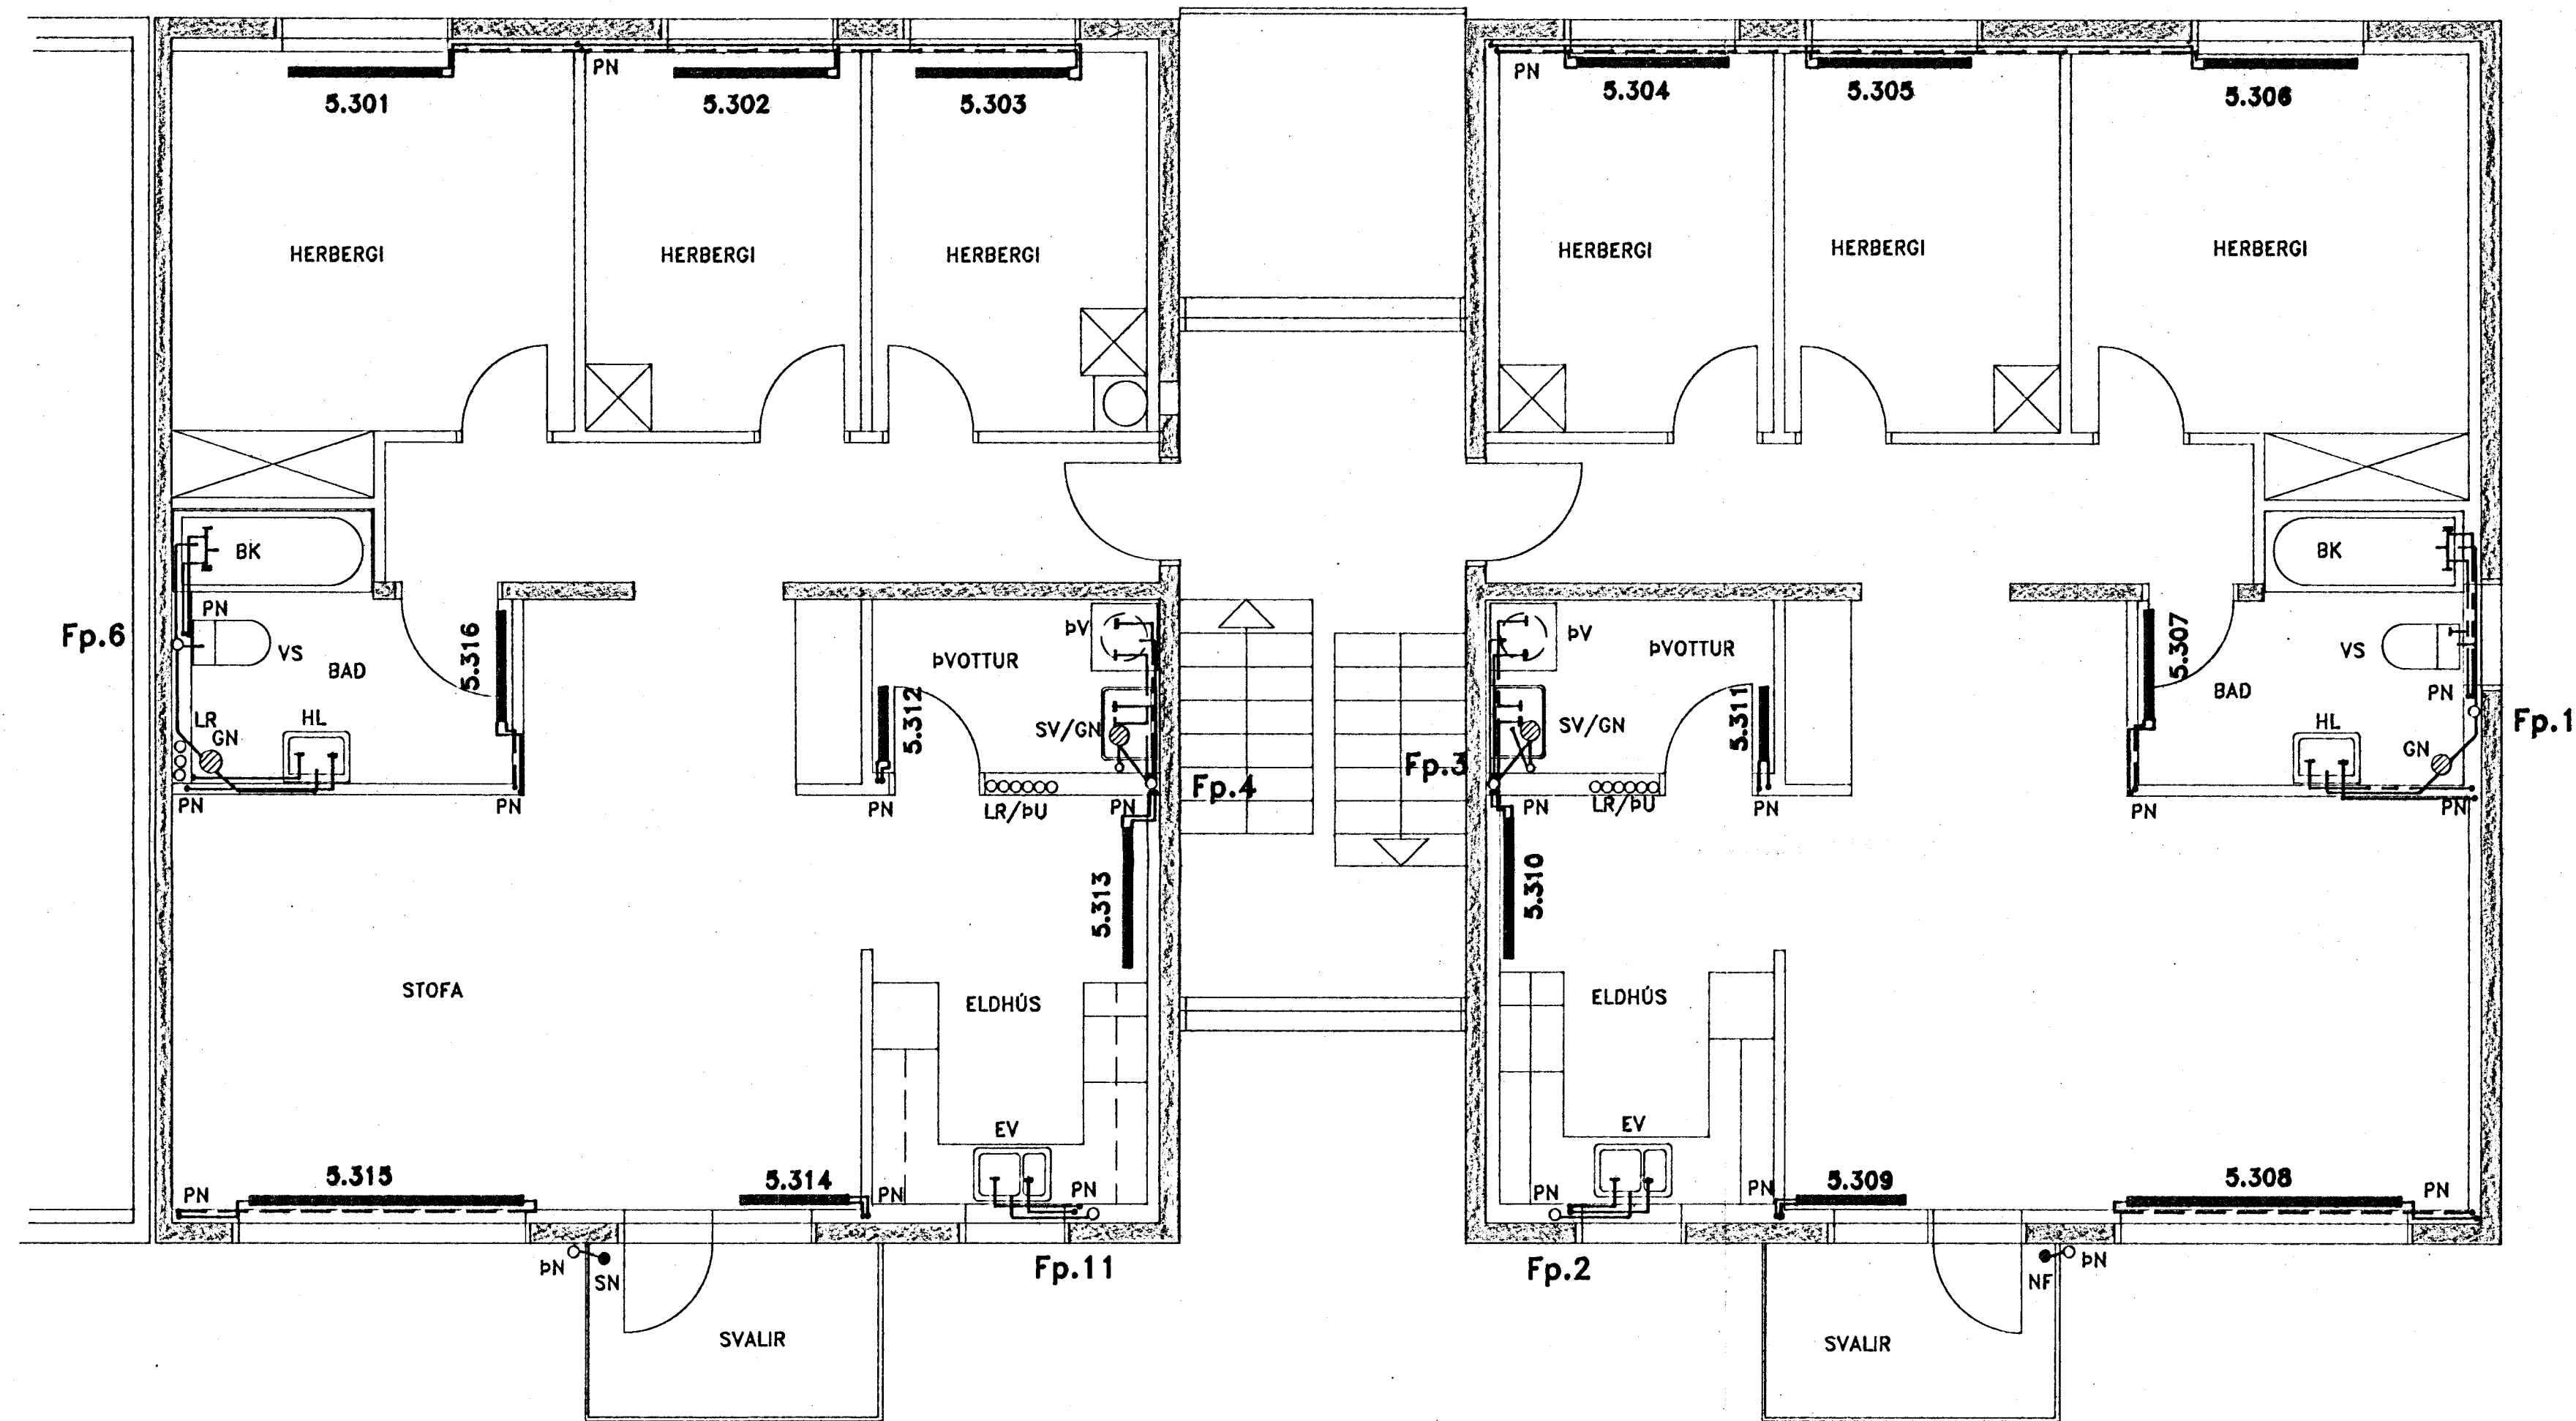 PN
PN
5.301
5.302
5.303
5.304
5.305
5.306
HERBERGI
HERBERGI
HERBERGI
HERBERGI
HERBERGI
HERBERGI
BK
BK
PN
Fp.6
VS
BAD
5.316
ÞVOTTUR
ÞV
5.312
SV/GN
LR
GN
HL
PN
PN
PN
LR/ÞU
PN
Fp.4
Fp.3
ÞV
ÞVOTTUR
SV/GN
5.311
PN
LR/ÞU
PN
5.307
VS
BAD
PN
HL
GN
PN
PN
Fp.1
5.313
5.310
STOFA
ELDHÚS
ELDHÚS
EV
EV
PN
5.315
5.314
PN
PN
PN
PN
5.309
5.308
PN
ÞN
SN
Fp.11
Fp.2
NF
ÞN
SVALIR
SVALIR